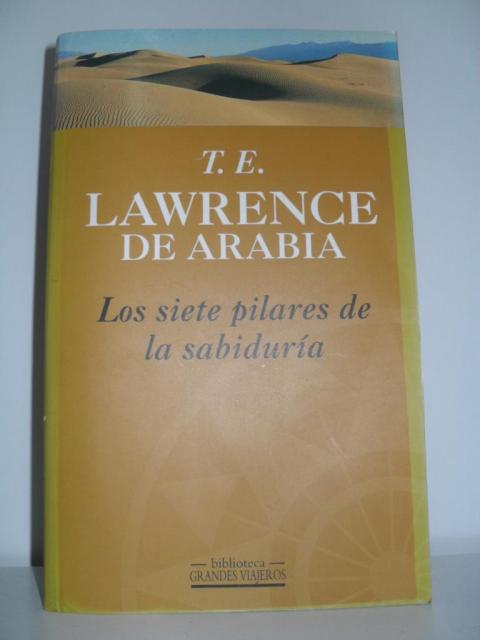 T. E.
LAWRENCE
DE ARABIA
Los siete pilares de
la sabiduría
biblioteca
GRANDES VIAJEROS